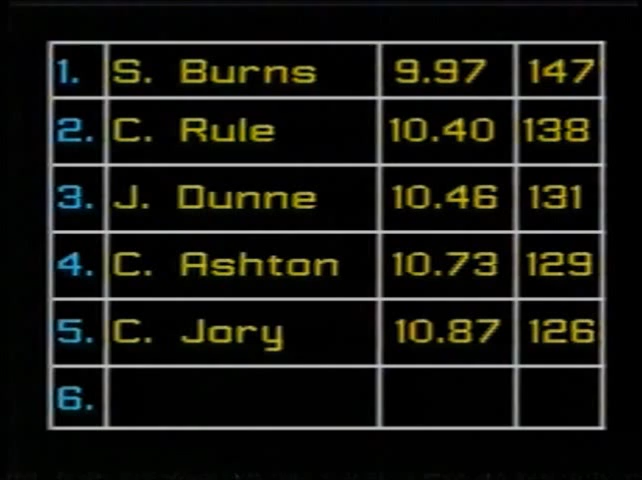 1. S. Burns 9.97 147
2. C. Rule 10.40 138
3. J. Dunne 10.46 131
4. C. Ashton 10.73 129
5. C. Jory 10.87 126
6.